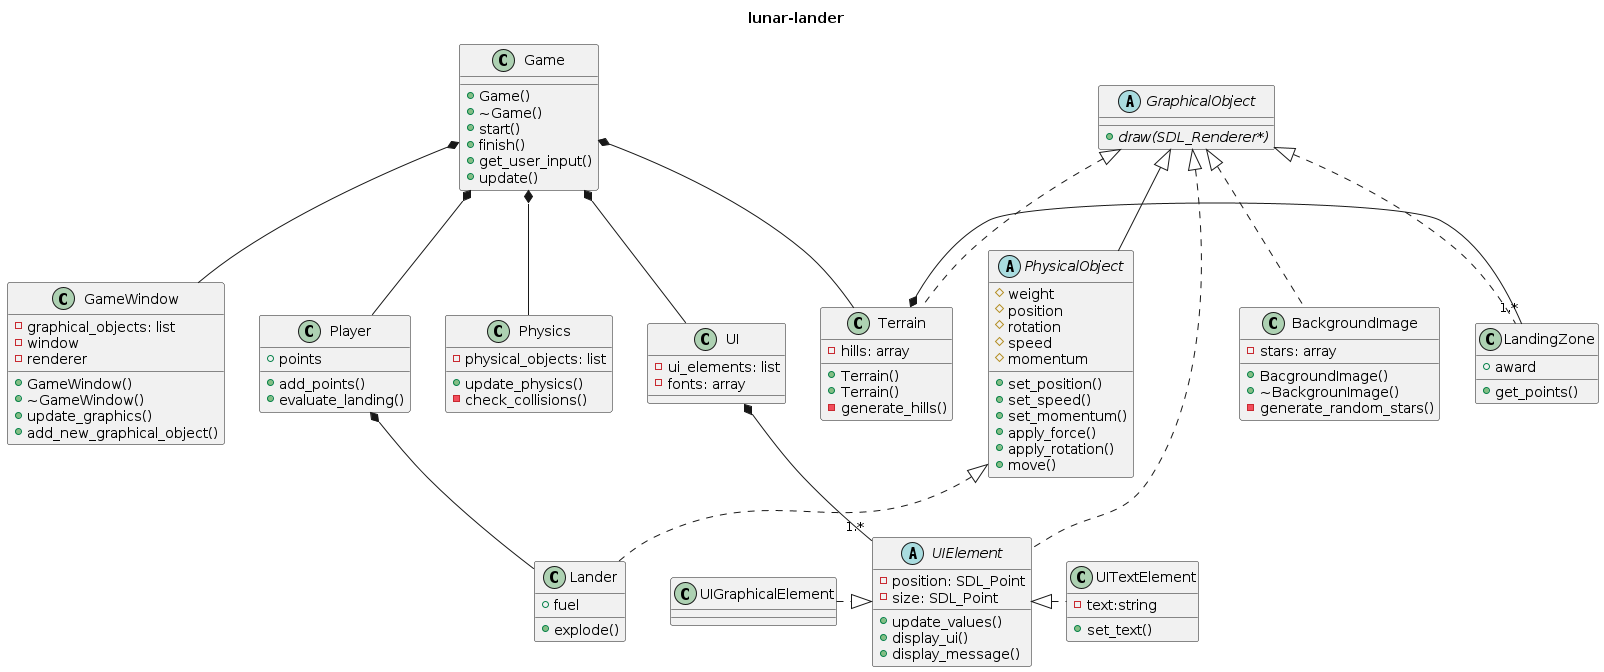 lunar-lander
C Game
Game()
~Game()
start()
finish()
get_user_input()
update()
A GraphicalObject
draw(SDL_Renderer*)
C GameWindow
graphical_objects: list
window
renderer
GameWindow()
~GameWindow()
update_graphics()
add_new_graphical_object()
C Player
points
add_points()
evaluate_landing()
C Physics
physical_objects: list
update_physics()
check_collisions()
C UI
ui_elements: list
fonts: array
C Terrain
hills: array
Terrain()
Terrain()
generate_hills()
A PhysicalObject
weight
position
rotation
speed
momentum
set_position()
set_speed()
set_momentum()
apply_force()
apply_rotation()
move()
C BackgroundImage
stars: array
BacgroundImage()
~BackgrounImage()
generate_random_stars()
1.*
C LandingZone
award
get_points()
C Lander
fuel
explode()
C UIGraphicalElement
1.*
A UIElement
position: SDL_Point
size: SDL_Point
update_values()
display_ui()
display_message()
C UITextElement
text:string
set_text()